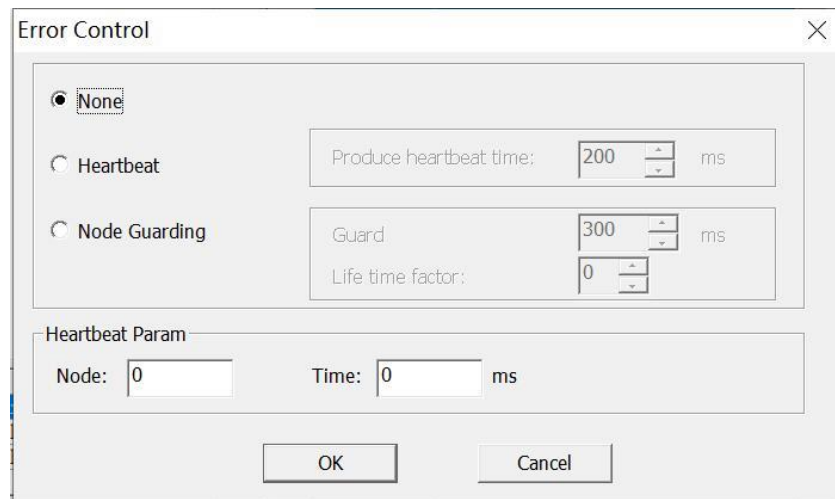 Error Control
None
Heartbeat
Produce heartbeat time: 200 ms
Node Guarding
Guard 300 ms
Life time factor: 0
Heartbeat Param
Node: 0 Time: 0 ms
OK Cancel